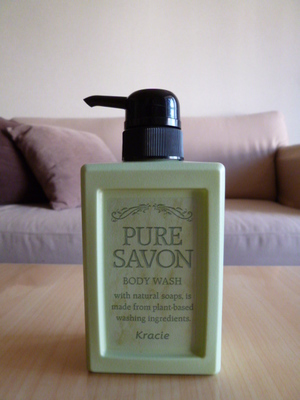 PURE
SAVON
BODY WASH
with natural soaps, is
made from plant-based
washing ingredients.
Kracie